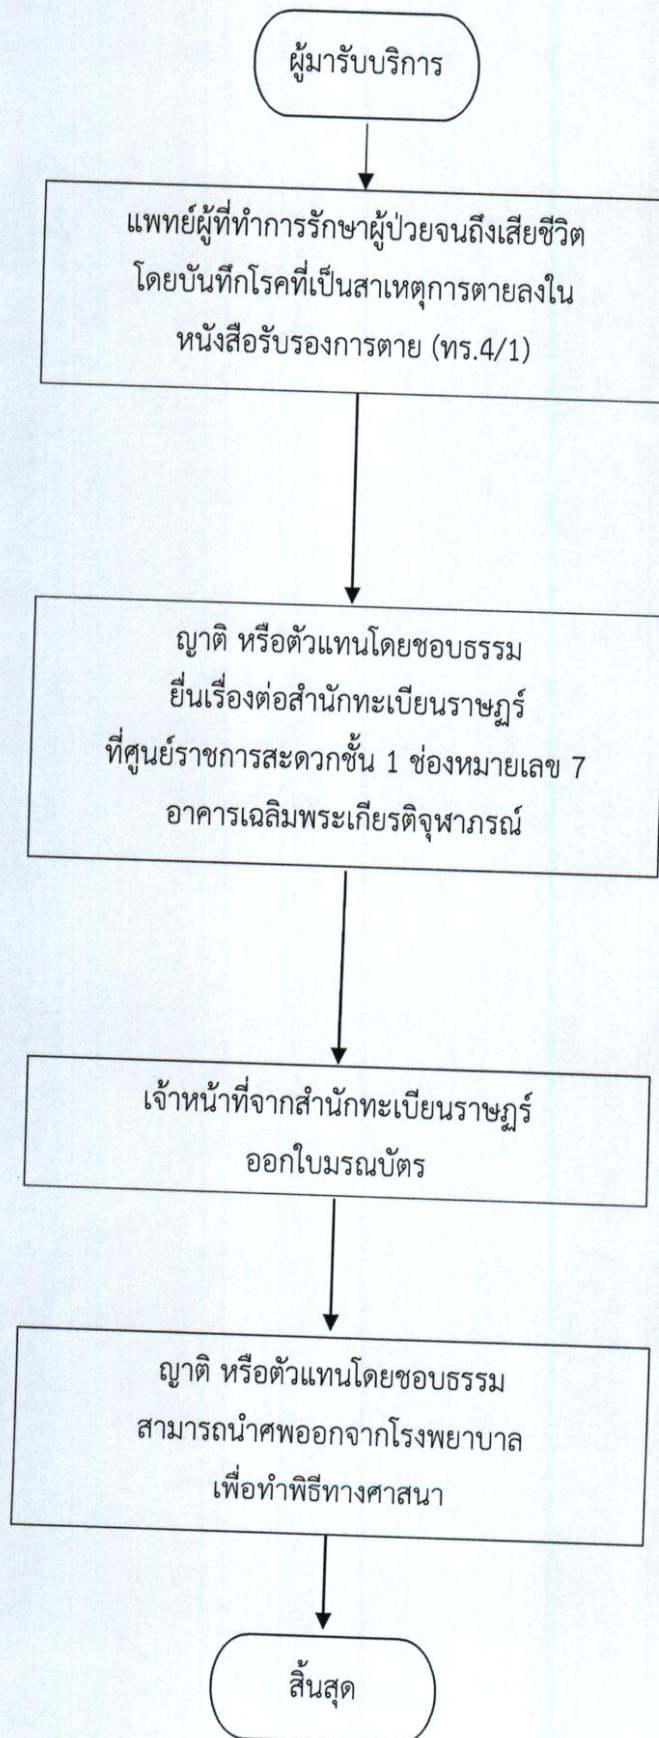 ผู้มารับบริการ
แพทย์ผู้ที่ทำการรักษาผู้ป่วยจนถึงเสียชีวิต
โดยบันทึกโรคที่เป็นสาเหตุการตายลงใน
หนังสือรับรองการตาย (ทร.4/1)
ญาติ หรือตัวแทนโดยชอบธรรม
ยื่นเรื่องต่อสำนักทะเบียนราษฎร์
ที่ศูนย์ราชการสะดวกชั้น 1 ช่องหมายเลข 7
อาคารเฉลิมพระเกียรติจุฬาภรณ์
เจ้าหน้าที่จากสำนักทะเบียนราษฎร์
ออกใบมรณบัตร
ญาติ หรือตัวแทนโดยชอบธรรม
สามารถนำศพออกจากโรงพยาบาล
เพื่อทำพิธีทางศาสนา
สิ้นสุด